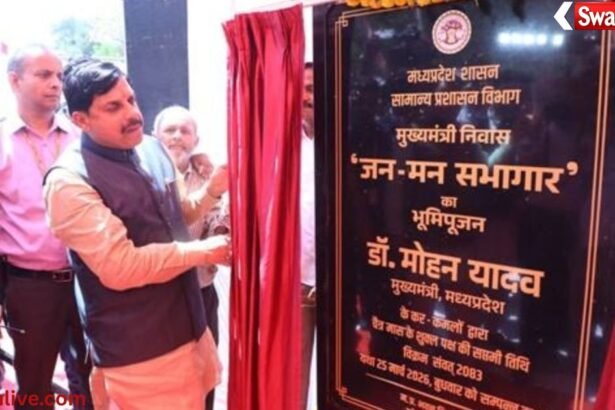 Swa
मध्यप्रदेश शासन
सामान्य प्रशासन विभाग
मुख्यमंत्री निवास
'जन-मन सभागार'
का
भूमिपूजन
डॉ. मोहन यादव
मुख्यमंत्री, मध्यप्रदेश
के कर-कमलों द्वारा
चैत्र मास के शुक्ल पक्ष की सप्तमी तिथि
विक्रम संवत् 2083
यथा 25 मार्च 2026, बुधवार को सम्पन्न
live.com